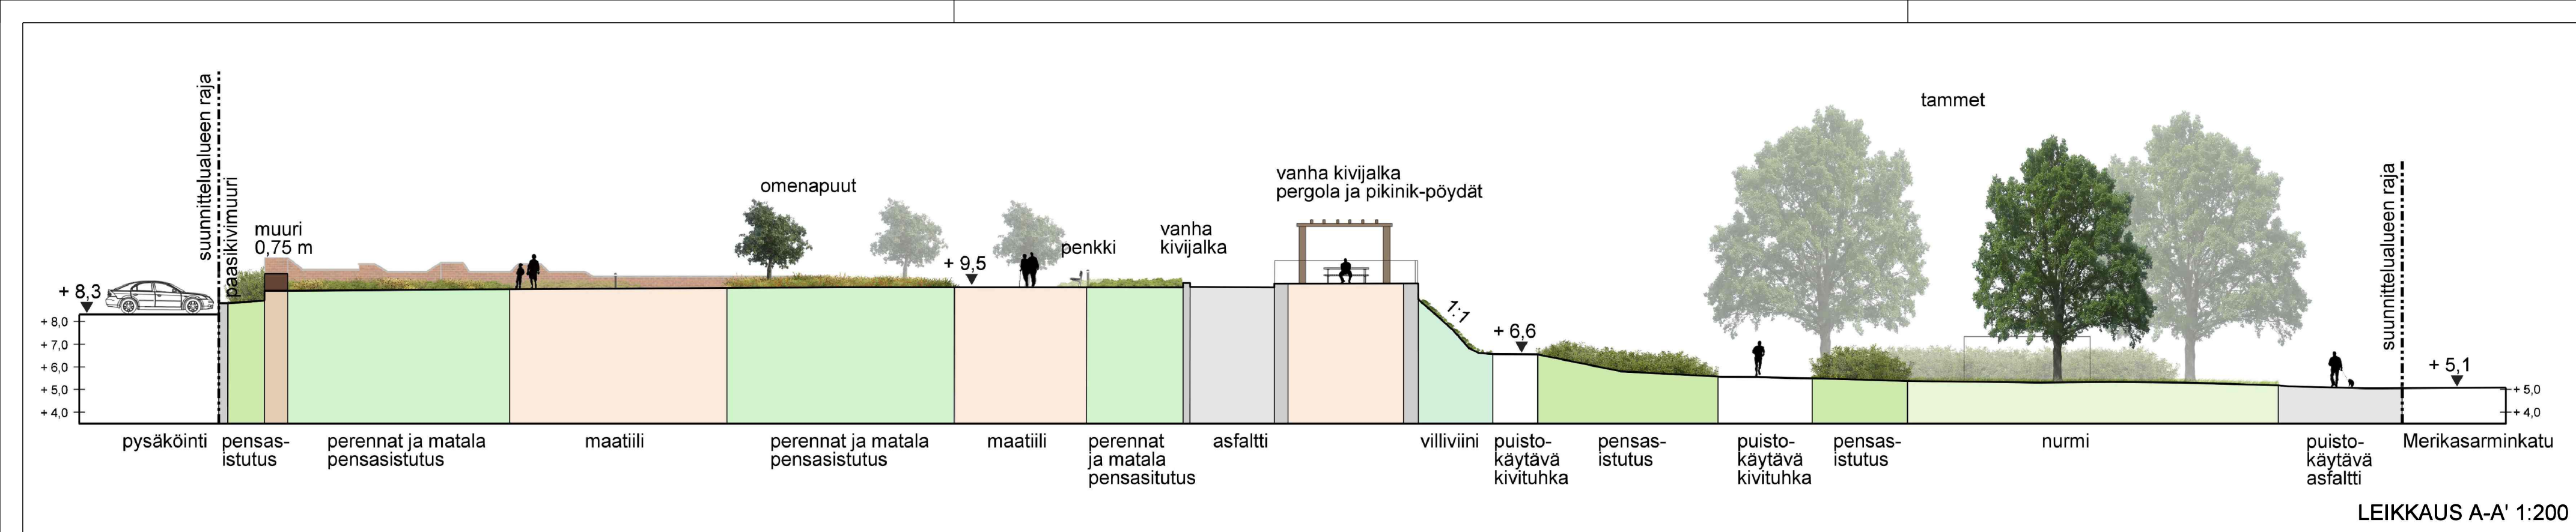 tammet
suunnittelualueen raja
paasikivimuuri
muuri
0,75 m
omenapuut
+ 9,5
penkki
vanha
kivijalka
vanha kivijalka
pergola ja pikinik-pöydät
1:1
+ 6,6
suunnittelualueen raja
+ 5,1
+ 8,3
+ 8,0
+ 7,0
+ 6,0
+ 5,0
+ 4,0
+ 5,0
+ 4,0
pysäköinti
pensas-
istutus
perennat ja matala
pensasistutus
maatiili
perennat ja matala
pensasistutus
maatiili
perennat
ja matala
pensasitutus
asfaltti
villiviini
puisto-
käytävä
kivituhka
pensas-
istutus
puisto-
käytävä
kivituhka
pensas-
istutus
nurmi
puisto-
käytävä
asfaltti
Merikasarminkatu
LEIKKAUS A-A' 1:200